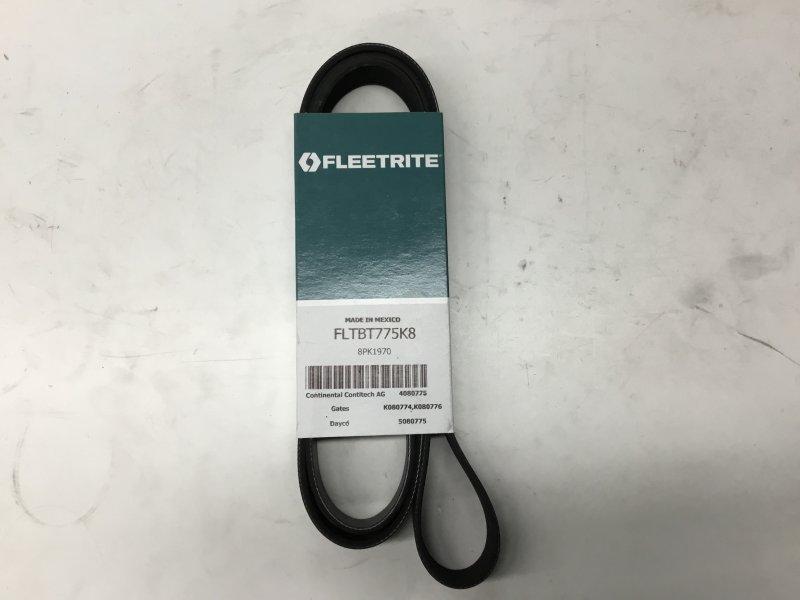 FLEETRITE
MADE IN MEXICO
FLTBT775K8
8PK1970
Continental Contitech AG 4080775
Gates K080774,K080776
Dayco 5080775